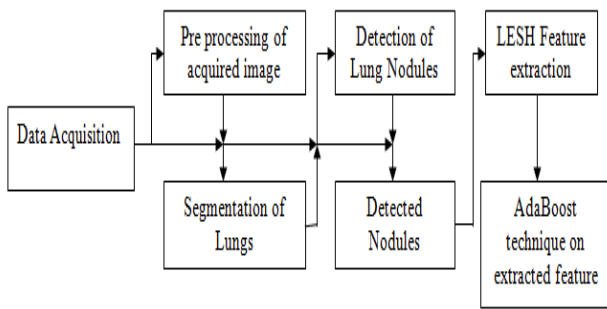 Pre processing of
acquired image
Detection of
Lung Nodules
LESH Feature
extraction
Data Acquisition
Segmentation of
Lungs
Detected
Nodules
AdaBoost
technique on
extracted feature